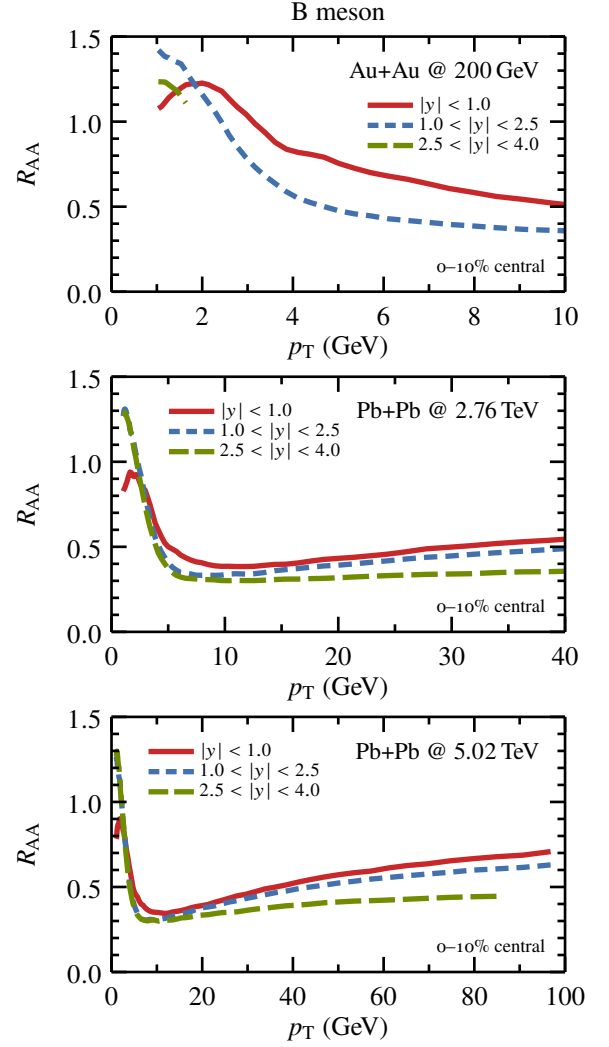 B meson
1.5
1.0
0.5
0.0
R_AA
Au+Au @ 200 GeV
|y| < 1.0
1.0 < |y| < 2.5
2.5 < |y| < 4.0
0–10% central
0 2 4 6 8 10
p_T (GeV)
1.5
1.0
0.5
0.0
R_AA
|y| < 1.0
1.0 < |y| < 2.5
2.5 < |y| < 4.0
Pb+Pb @ 2.76 TeV
0–10% central
0 10 20 30 40
p_T (GeV)
1.5
1.0
0.5
0.0
R_AA
|y| < 1.0
1.0 < |y| < 2.5
2.5 < |y| < 4.0
Pb+Pb @ 5.02 TeV
0–10% central
0 20 40 60 80 100
p_T (GeV)